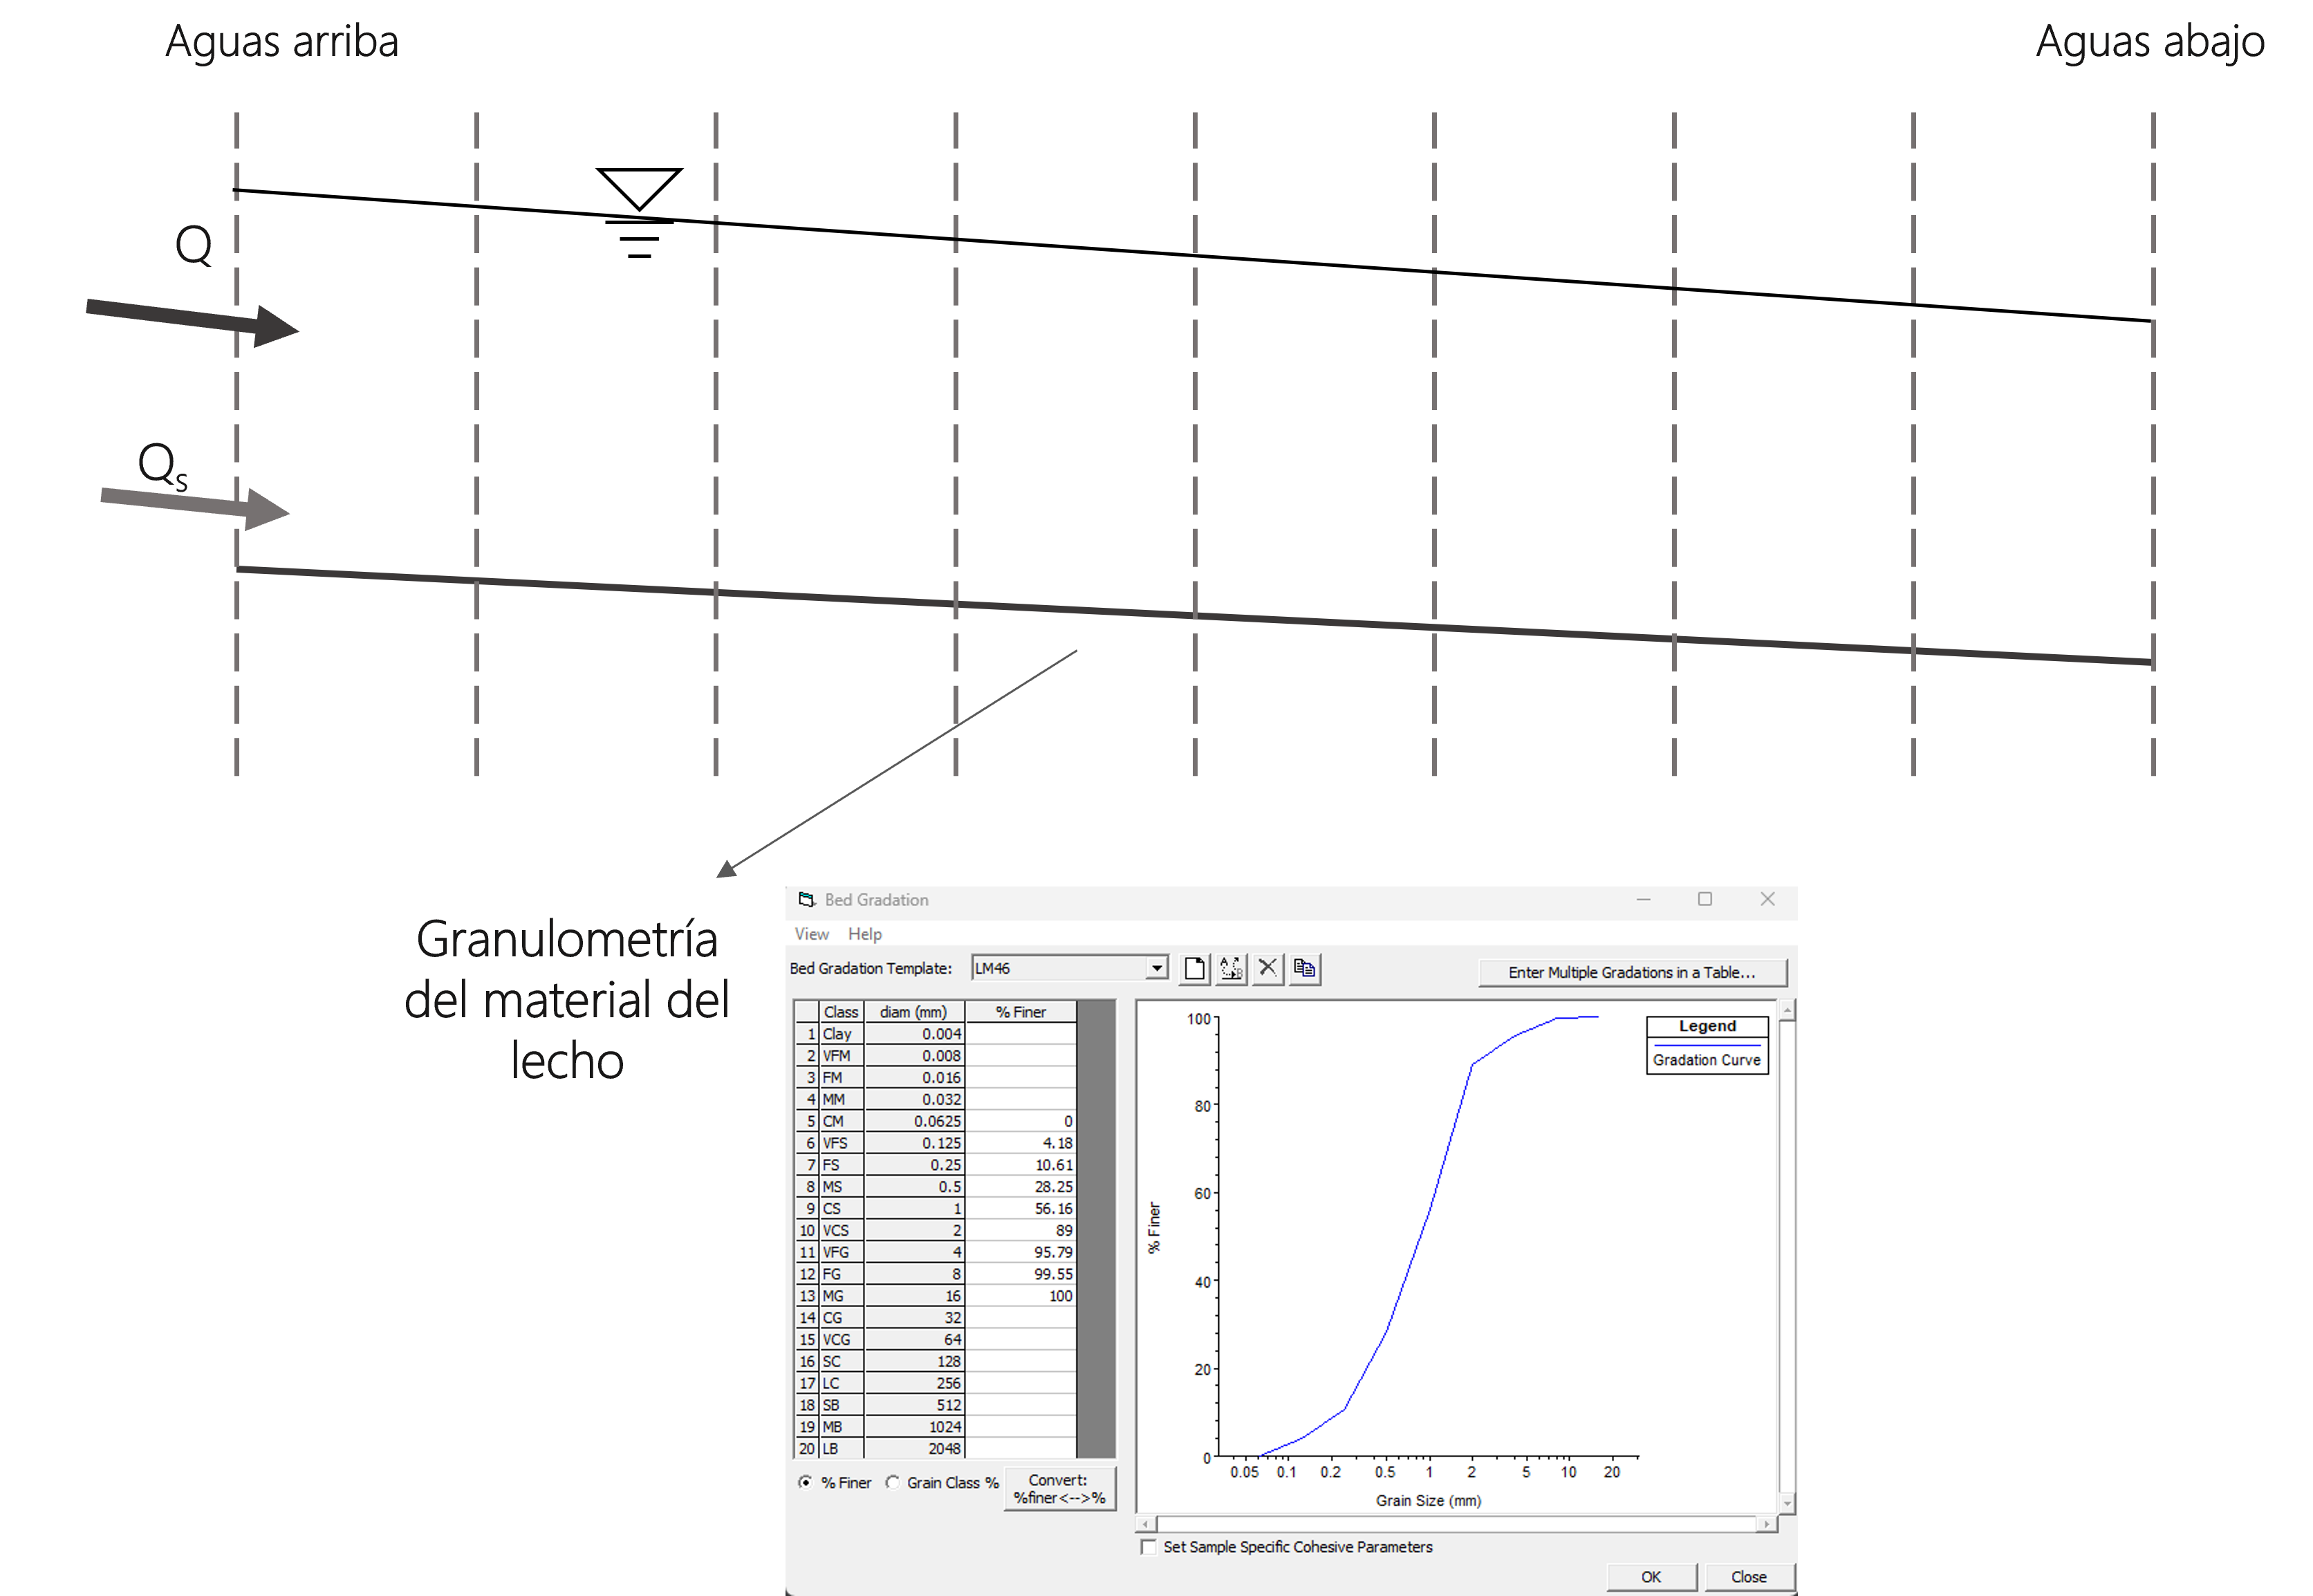 Aguas arriba
Aguas abajo
Q
Qs
Granulometría
del material del
lecho
Bed Gradation
View Help
Bed Gradation Template: LM46
Enter Multiple Gradations in a Table...
Class diam (mm) % Finer
1 Clay 0.004
2 VFM 0.008
3 FM 0.016
4 MM 0.032
5 CM 0.0625 0
6 VFS 0.125 4.18
7 FS 0.25 10.61
8 MS 0.5 28.25
9 CS 1 56.16
10 VCS 2 89
11 VFG 4 95.79
12 FG 8 99.55
13 MG 16 100
14 CG 32
15 VCG 64
16 SC 128
17 LC 256
18 SB 512
19 MB 1024
20 LB 2048
% Finer Grain Class % Convert:
%finer<-->%
100
80
60
40
20
0
% Finer
0.05 0.1 0.2 0.5 1 2 5 10 20
Grain Size (mm)
Legend
Gradation Curve
Set Sample Specific Cohesive Parameters
OK Close